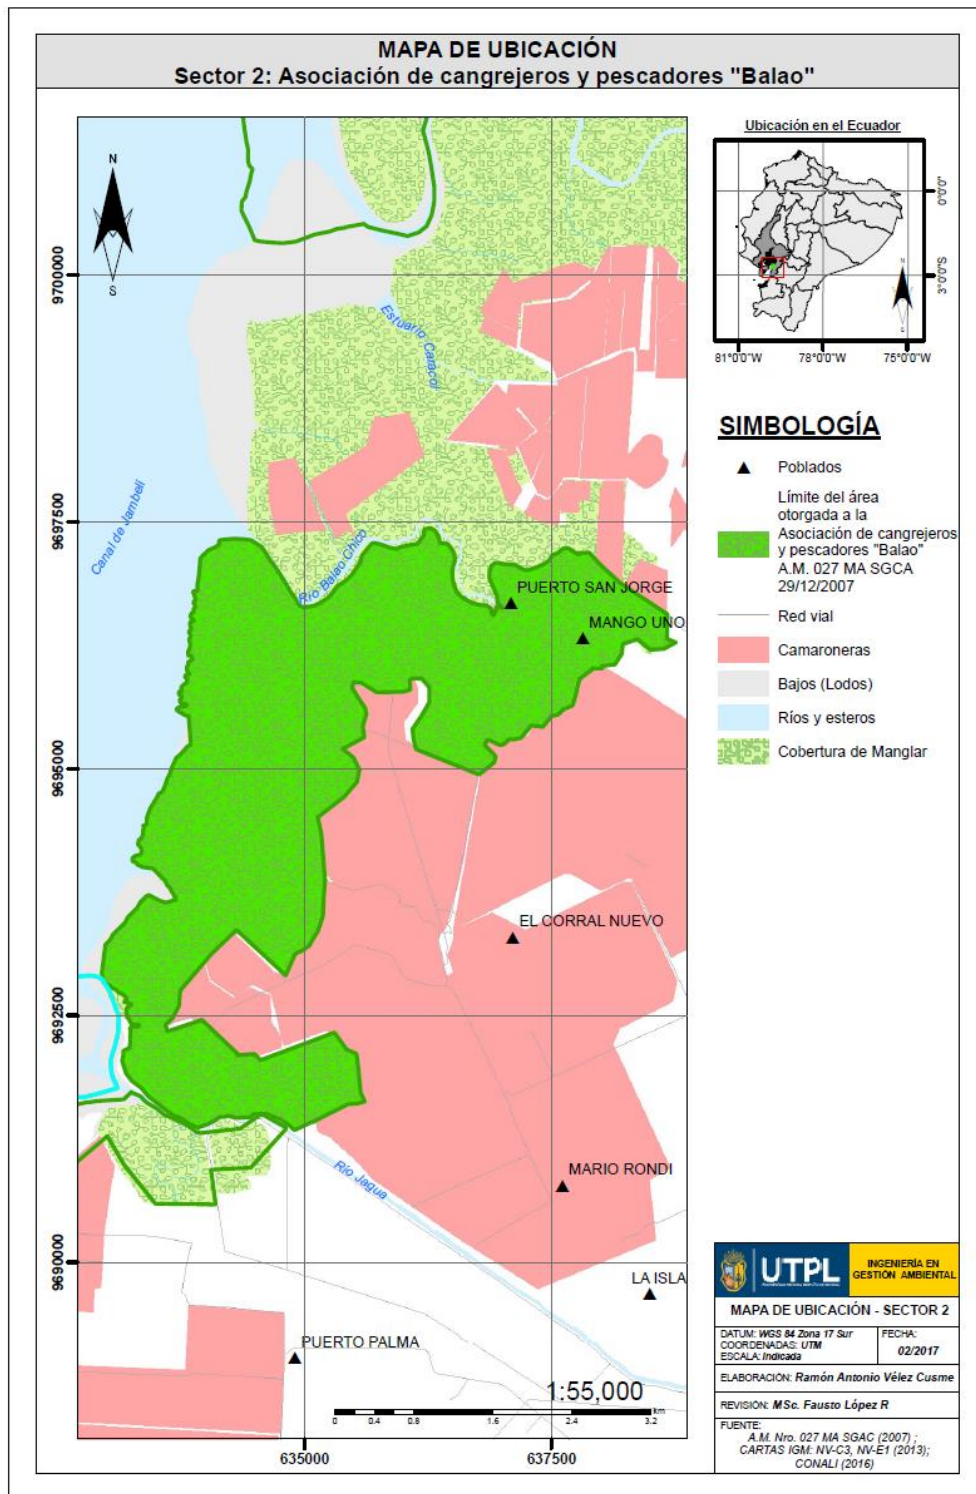 MAPA DE UBICACIÓN
Sector 2: Asociación de cangrejeros y pescadores "Balao"
N
S
9700000
9697500
9695000
9692500
9690000
635000
637500
Estuario Caracol
Canal de Jambelí
Río Balao Chico
PUERTO SAN JORGE
MANGO UNO
EL CORRAL NUEVO
MARIO RONDI
Río Jagua
LA ISLA
PUERTO PALMA
1:55,000
0 0.4 0.8 1.6 2.4 3.2
km
Ubicación en el Ecuador
0°0'0"
3°0'0"S
N
S
81°0'0"W 78°0'0"W 75°0'0"W
SIMBOLOGÍA
Poblados
Límite del área
otorgada a la
Asociación de cangrejeros
y pescadores "Balao"
A.M. 027 MA SGCA
29/12/2007
Red vial
Camaroneras
Bajos (Lodos)
Ríos y esteros
Cobertura de Manglar
UTPL
INGENIERÍA EN
GESTIÓN AMBIENTAL
MAPA DE UBICACIÓN - SECTOR 2
DATUM: WGS 84 Zona 17 Sur
COORDENADAS: UTM
ESCALA: Indicada
FECHA:
02/2017
ELABORACIÓN: Ramón Antonio Vélez Cusme
REVISIÓN: MSc. Fausto López R
FUENTE:
A.M. Nro. 027 MA SGAC (2007) ;
CARTAS IGM: NV-C3, NV-E1 (2013);
CONALI (2016)